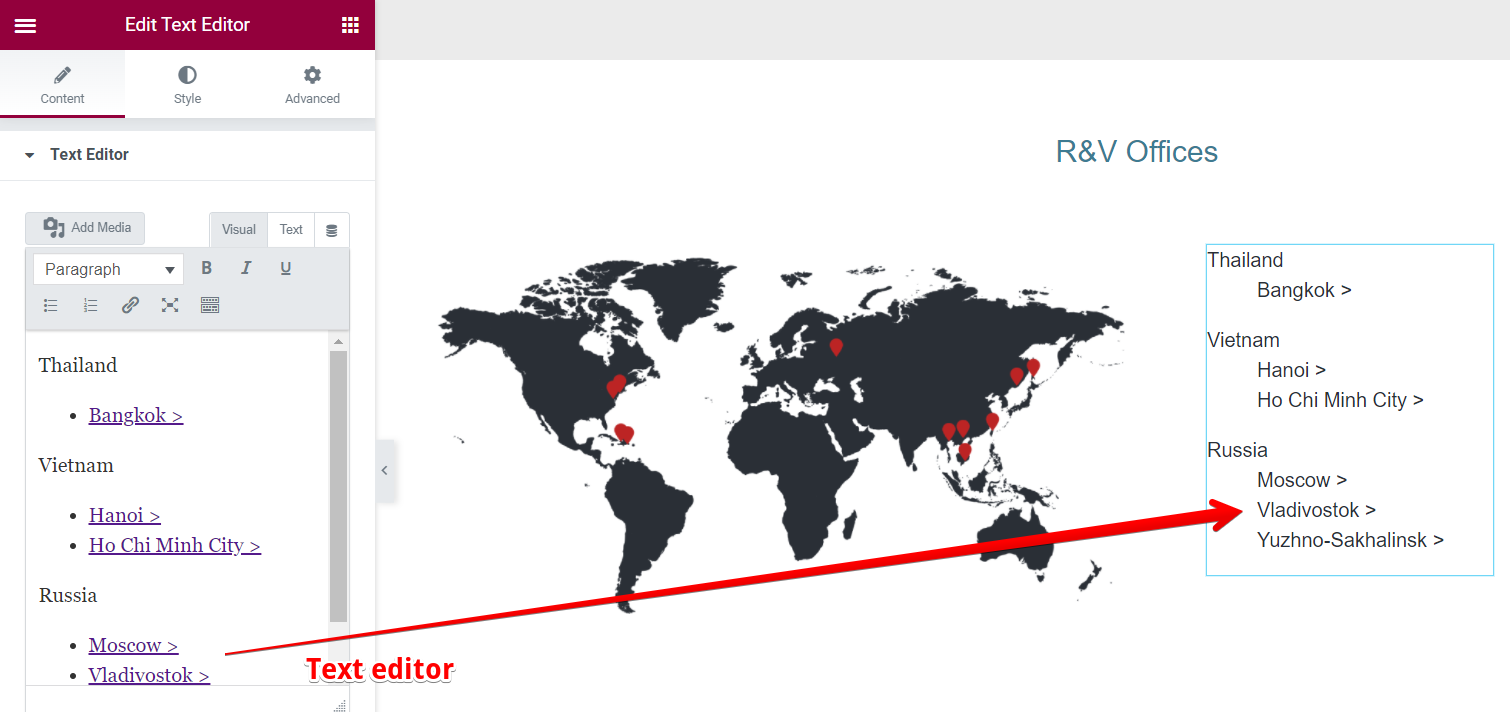 Edit Text Editor
Content
Style
Advanced
Text Editor
Add Media
Visual
Text
Paragraph
B
I
U
Thailand
Bangkok >
Vietnam
Hanoi >
Ho Chi Minh City >
Russia
Moscow >
Vladivostok >
Text editor
R&V Offices
Thailand
Bangkok >
Vietnam
Hanoi >
Ho Chi Minh City >
Russia
Moscow >
Vladivostok >
Yuzhno-Sakhalinsk >